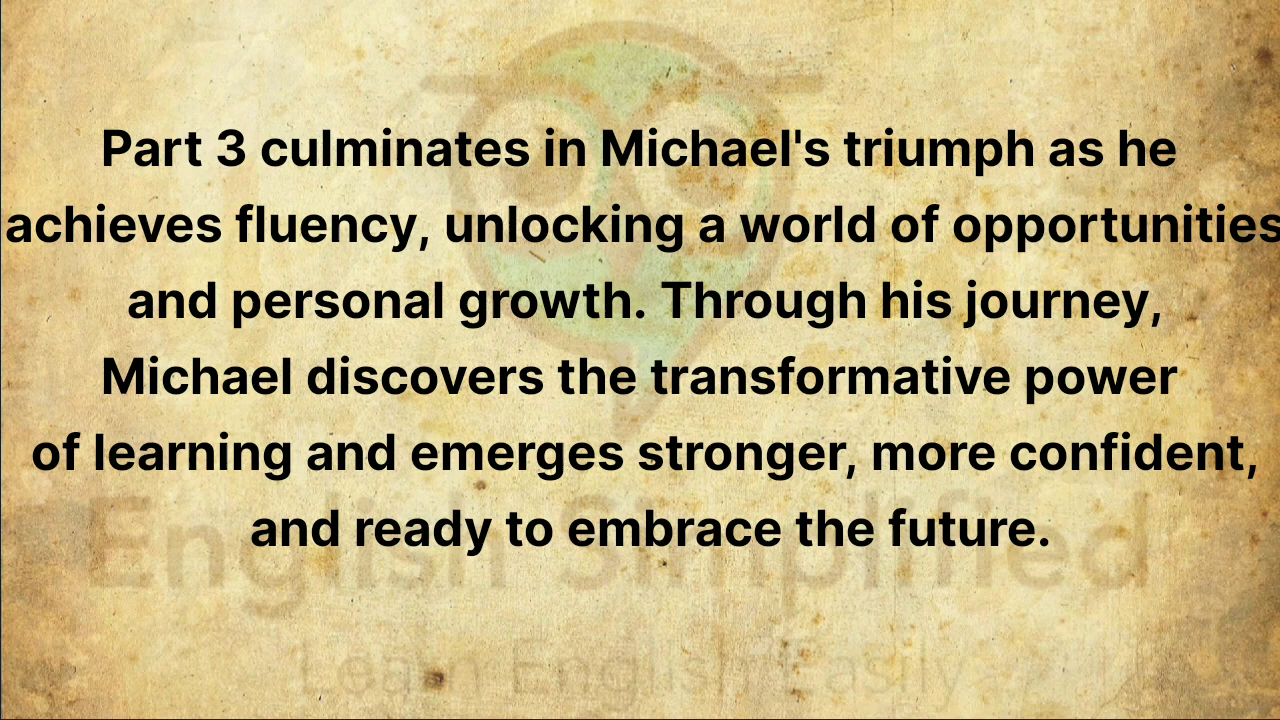 Part 3 culminates in Michael's triumph as he
achieves fluency, unlocking a world of opportunities
and personal growth. Through his journey,
Michael discovers the transformative power
of learning and emerges stronger, more confident,
and ready to embrace the future.
English Simplified
Learn English Easily